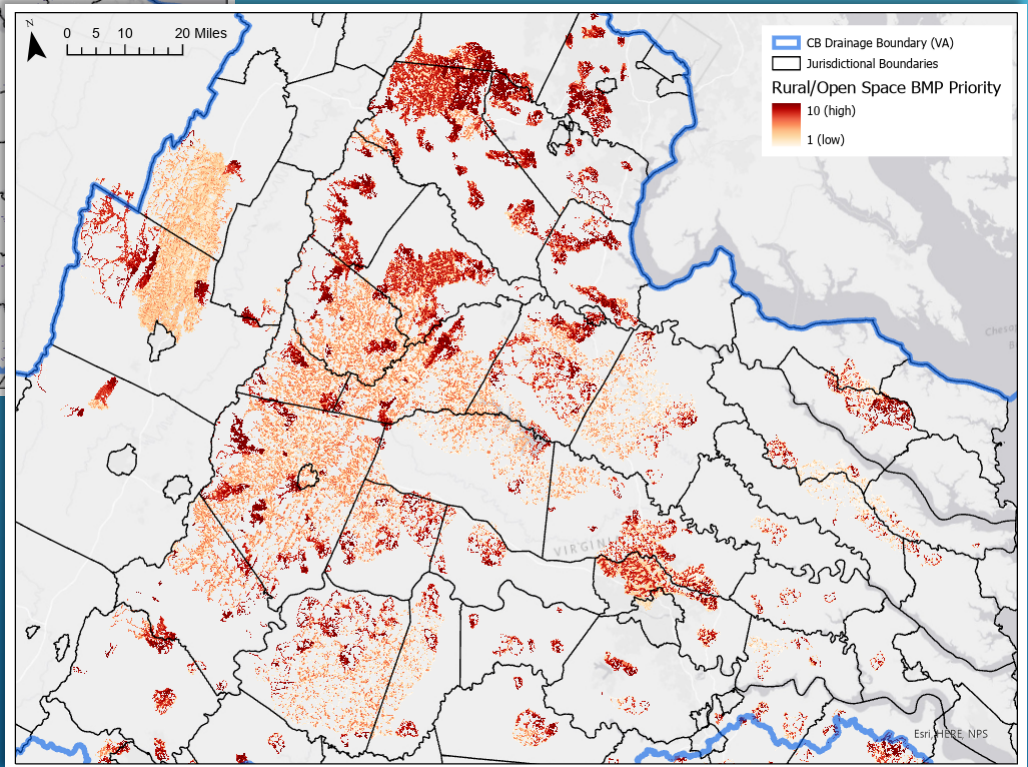 N
0 5 10 20 Miles
CB Drainage Boundary (VA)
Jurisdictional Boundaries
Rural/Open Space BMP Priority
10 (high)
1 (low)
VIRGINI
Esri, HERE, NPS